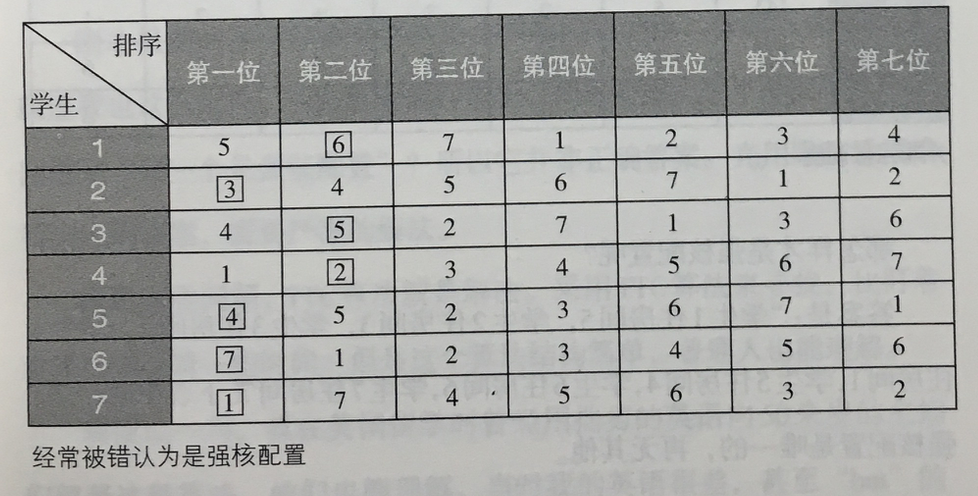 排序
学生 第一位 第二位 第三位 第四位 第五位 第六位 第七位
1 5 6 7 1 2 3 4
2 3 4 5 6 7 1 2
3 4 5 2 7 1 3 6
4 1 2 3 4 5 6 7
5 4 5 2 3 6 7 1
6 7 1 2 3 4 5 6
7 1 7 4 5 6 3 2
经常被错认为是强核配置